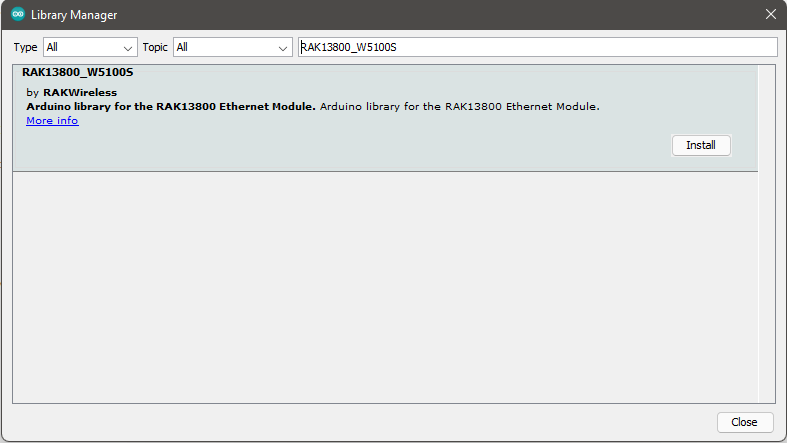 Library Manager
Type All Topic All RAK13800_W5100S
RAK13800_W5100S
by RAKWireless
Arduino library for the RAK13800 Ethernet Module. Arduino library for the RAK13800 Ethernet Module.
More info
Install
Close